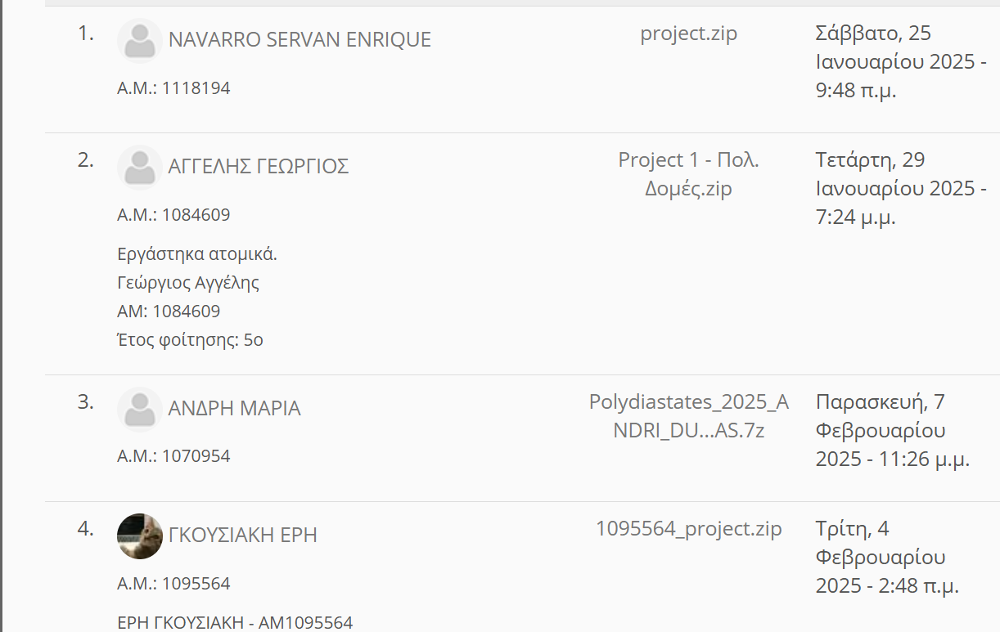 1. NAVARRO SERVAN ENRIQUE
Α.Μ.: 1118194
project.zip
Σάββατο, 25
Ιανουαρίου 2025 -
9:48 π.μ.
2. ΑΓΓΕΛΗΣ ΓΕΩΡΓΙΟΣ
Α.Μ.: 1084609
Εργάστηκα ατομικά.
Γεώργιος Αγγέλης
ΑΜ: 1084609
Έτος φοίτησης: 5ο
Project 1 - Πολ.
Δομές.zip
Τετάρτη, 29
Ιανουαρίου 2025 -
7:24 μ.μ.
3. ΑΝΔΡΗ ΜΑΡΙΑ
Α.Μ.: 1070954
Polydiastates_2025_A
NDRI_DU...AS.7z
Παρασκευή, 7
Φεβρουαρίου
2025 - 11:26 μ.μ.
4. ΓΚΟΥΣΙΑΚΗ ΕΡΗ
Α.Μ.: 1095564
ΕΡΗ ΓΚΟΥΣΙΑΚΗ - ΑΜ1095564
1095564_project.zip
Τρίτη, 4
Φεβρουαρίου
2025 - 2:48 π.μ.